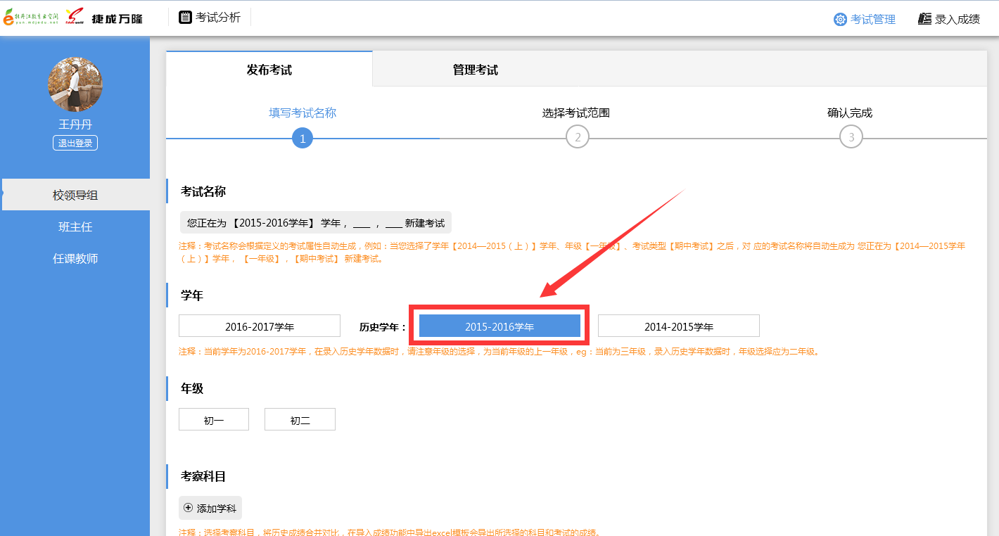 牡丹江教育云空间
yun.mdjedu.net
捷成万隆
考试分析
考试管理
录入成绩
王丹丹
退出登录
校领导组
班主任
任课教师
发布考试
管理考试
填写考试名称
选择考试范围
确认完成
1
2
3
考试名称
您正在为 【2015-2016学年】 学年， ___ ， ___ 新建考试
注释：考试名称会根据定义的考试属性自动生成，例如：当您选择了学年【2014—2015（上）】学年、年级【一年级】、考试类型【期中考试】之后，对 应的考试名称将自动生成为 您正在为【2014—2015学年
（上）】学年， 【一年级】，【期中考试】 新建考试。
学年
2016-2017学年
历史学年：
2015-2016学年
2014-2015学年
注释：当前学年为2016-2017学年，在录入历史学年数据时，请注意年级的选择，为当前年级的上一年级，eg：当前为三年级，录入历史学年数据时，年级选择应为二年级。
年级
初一
初二
考察科目
添加学科
注释：选择考察科目，将历史成绩合并对比，在导入成绩功能中导出excel模板会导出所选择的科目和考试的成绩。